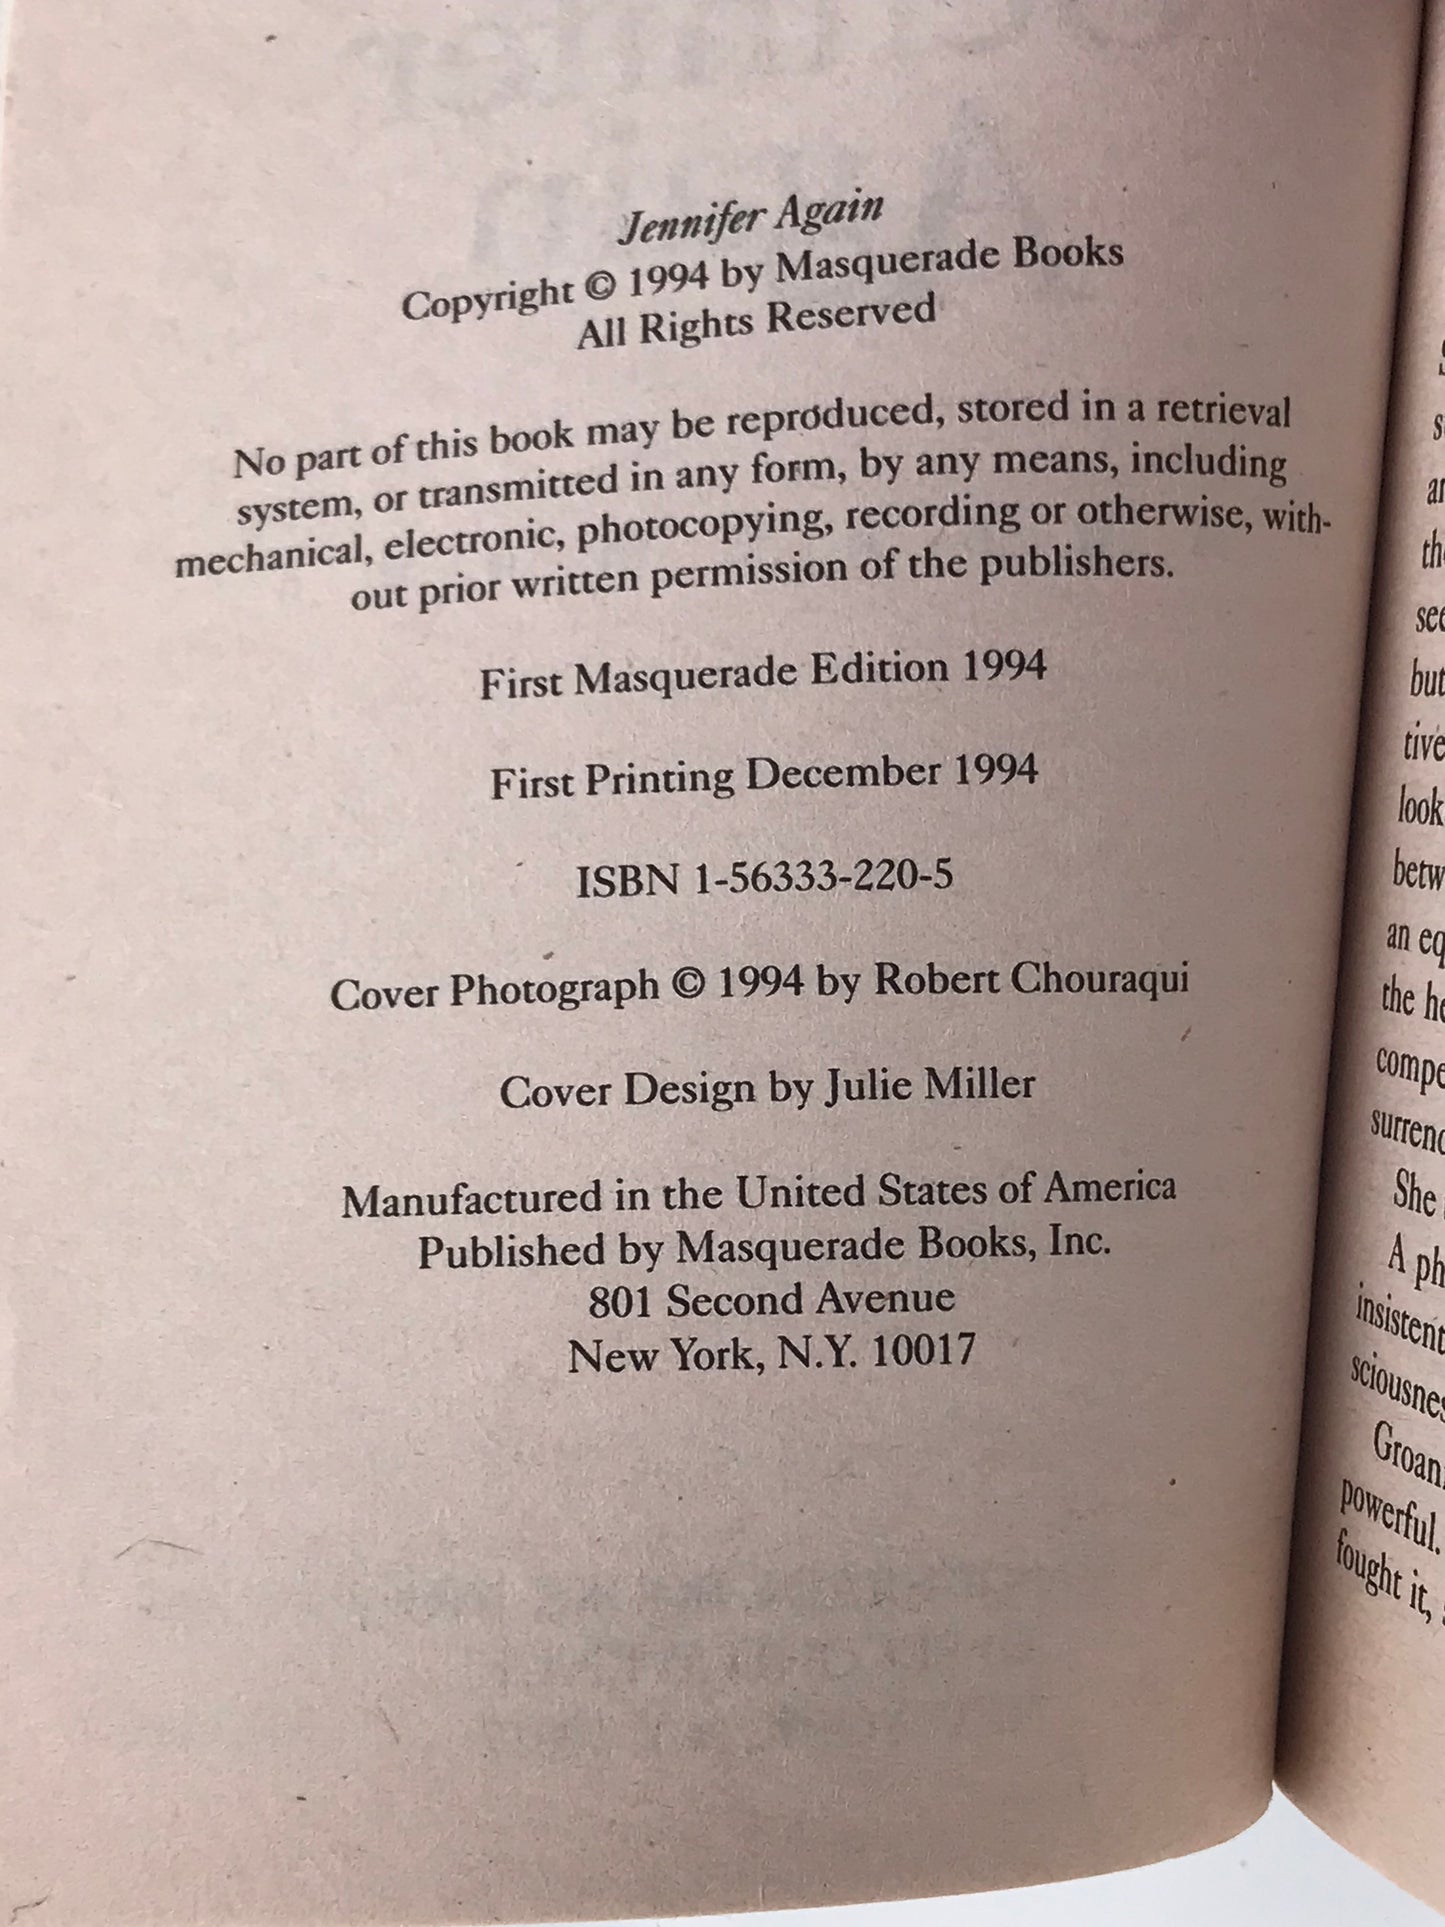 Jennifer Again
Copyright © 1994 by Masquerade Books
All Rights Reserved
No part of this book may be reproduced, stored in a retrieval
system, or transmitted in any form, by any means, including
mechanical, electronic, photocopying, recording or otherwise, with-
out prior written permission of the publishers.
First Masquerade Edition 1994
First Printing December 1994
ISBN 1-56333-220-5
Cover Photograph © 1994 by Robert Chouraqui
Cover Design by Julie Miller
Manufactured in the United States of America
Published by Masquerade Books, Inc.
801 Second Avenue
New York, N.Y. 10017
but
look
an
the
She
A
powerful.
fought it,